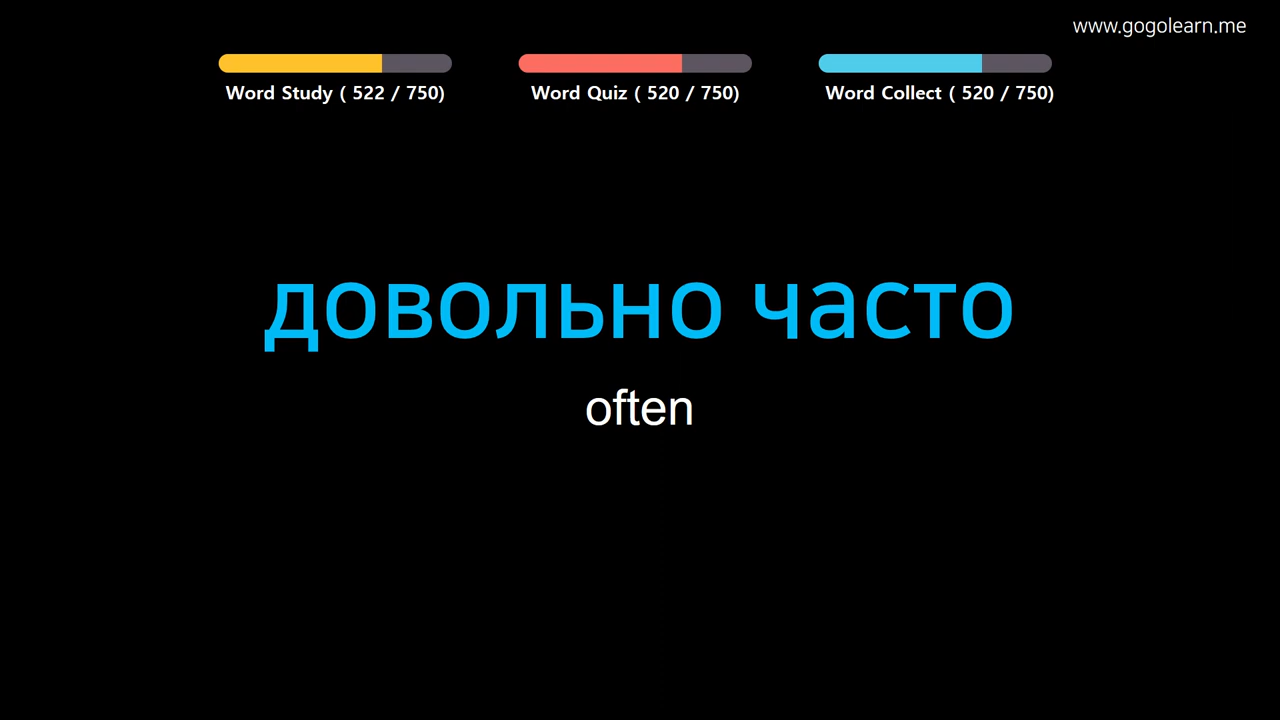 www.gogolearn.me
Word Study ( 522 / 750)
Word Quiz ( 520 / 750)
Word Collect ( 520 / 750)
довольно часто
often